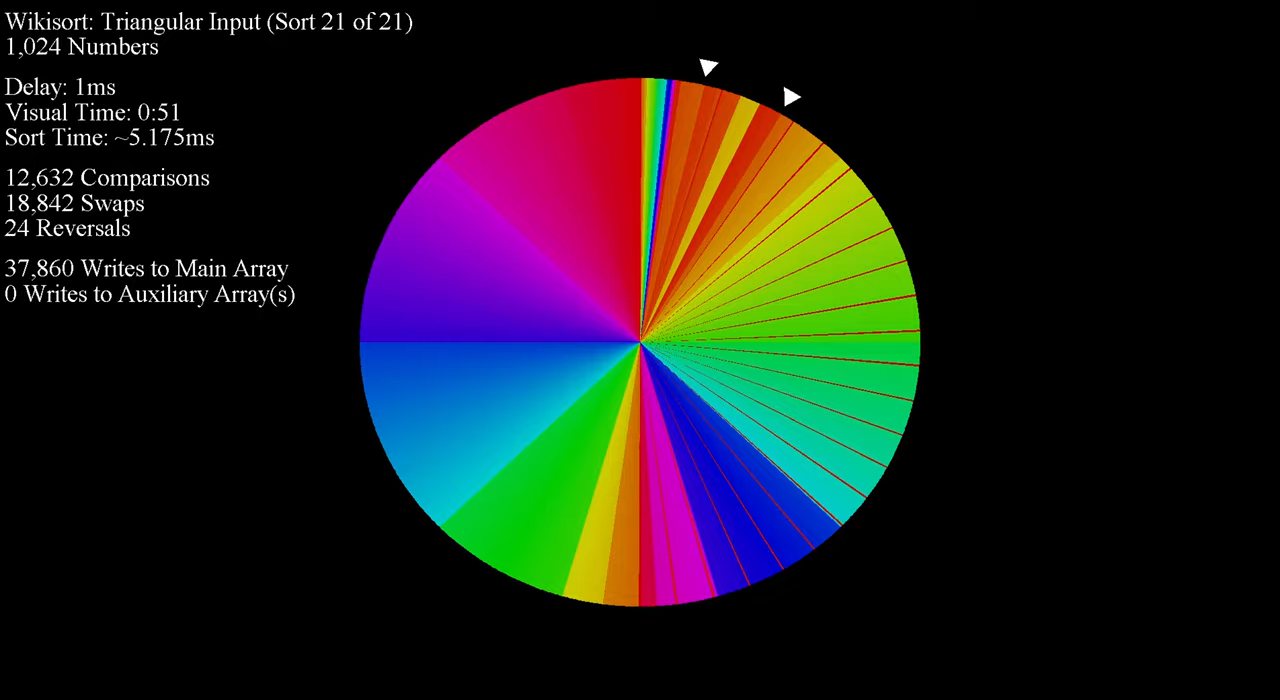 Wikisort: Triangular Input (Sort 21 of 21)
1,024 Numbers
Delay: 1ms
Visual Time: 0:51
Sort Time: ~5.175ms
12,632 Comparisons
18,842 Swaps
24 Reversals
37,860 Writes to Main Array
0 Writes to Auxiliary Array(s)